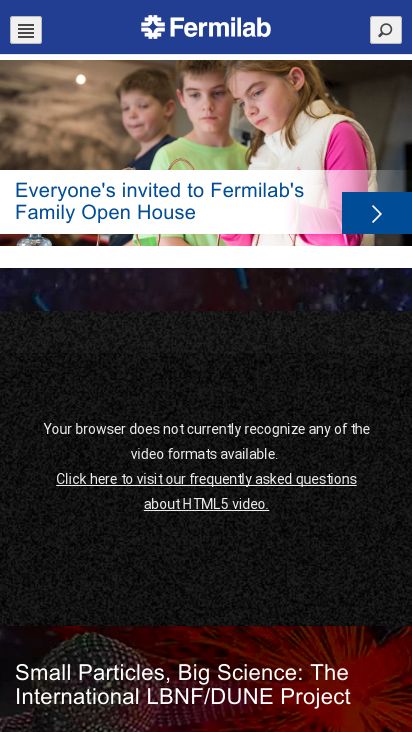 Fermilab
Everyone's invited to Fermilab's
Family Open House
Your browser does not currently recognize any of the
video formats available.
Click here to visit our frequently asked questions
about HTML5 video.
Small Particles, Big Science: The
International LBNF/DUNE Project